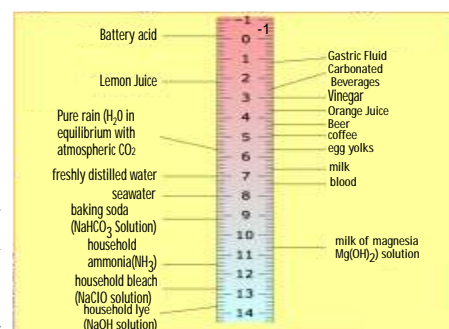 Battery acid
Lemon Juice
Pure rain (H₂0 in
equilibrium with
atmospheric CO₂
freshly distilled water
seawater
baking soda
(NaHCO₃ Solution)
household
ammonia(NH₃)
household bleach
(NaClO solution)
household lye
(NaOH solution)
-1
-1
0
1
2
3
4
5
6
7
8
9
10
11
12
13
14
Gastric Fluid
Carbonated
Beverages
Vinegar
Orange Juice
Beer
coffee
egg yolks
milk
blood
milk of magnesia
Mg(OH)₂) solution